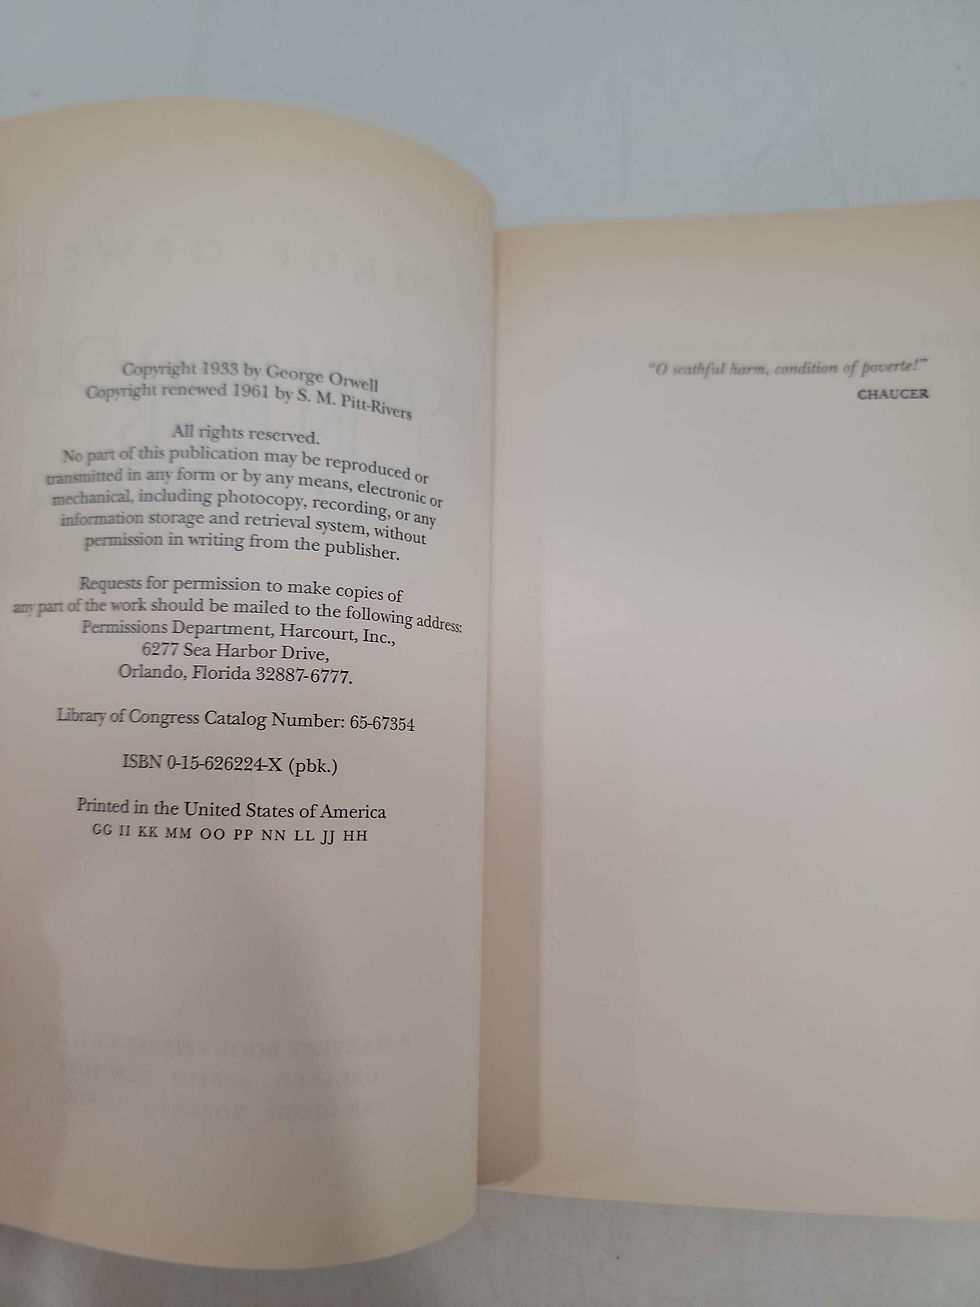 Copyright 1933 by George Orwell
Copyright renewed 1961 by S. M. Pitt-Rivers
All rights reserved.
No part of this publication may be reproduced or
transmitted in any form or by any means, electronic or
mechanical, including photocopy, recording, or any
information storage and retrieval system, without
permission in writing from the publisher.
Requests for permission to make copies of
any part of the work should be mailed to the following address:
Permissions Department, Harcourt, Inc.,
6277 Sea Harbor Drive,
Orlando, Florida 32887-6777.
Library of Congress Catalog Number: 65-67354
ISBN 0-15-626224-X (pbk.)
Printed in the United States of America
GG II KK MM OO PP NN LL JJ HH
"O scathful harm, condition of poverte!"
CHAUCER